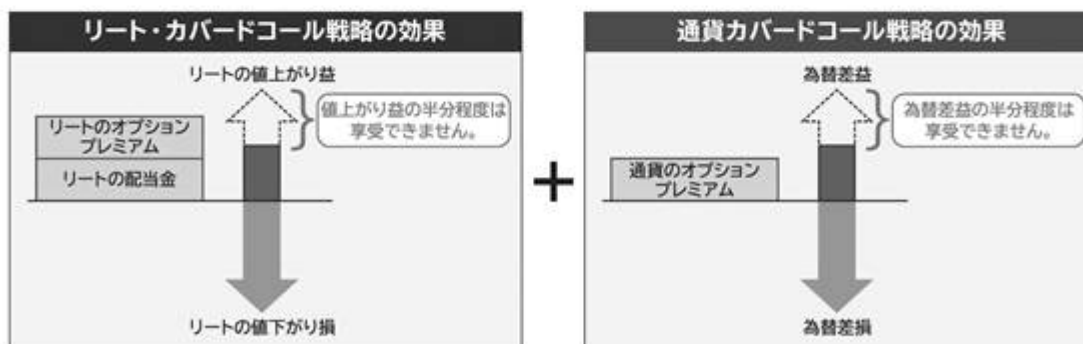 リート・カバードコール戦略の効果
リートの値上がり益
値上がり益の半分程度は
享受できません。
リートのオプション
プレミアム
リートの配当金
リートの値下がり損
＋
通貨カバードコール戦略の効果
為替差益
為替差益の半分程度は
享受できません。
通貨のオプション
プレミアム
為替差損